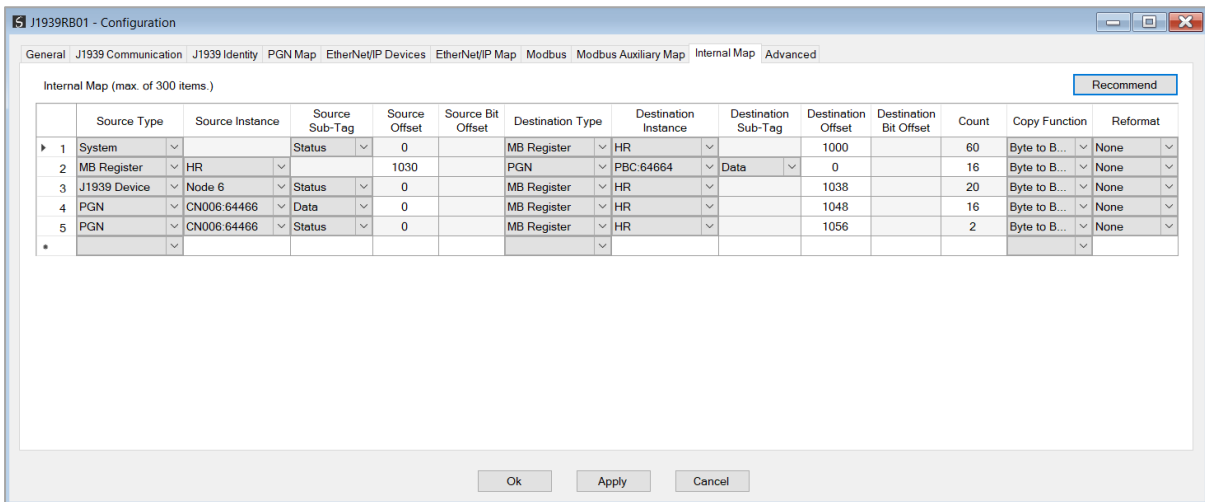 J1939RB01 - Configuration
General J1939 Communication J1939 Identity PGN Map EtherNet/IP Devices EtherNet/IP Map Modbus Modbus Auxiliary Map Internal Map Advanced
Internal Map (max. of 300 items.) Recommend
Source Type Source Instance Source Sub-Tag Source Offset Source Bit Offset Destination Type Destination Instance Destination Sub-Tag Destination Offset Destination Bit Offset Count Copy Function Reformat
1 System Status 0 MB Register HR 1000 60 Byte to B... None
2 MB Register HR 1030 PGN PBC:64664 Data 0 16 Byte to B... None
3 J1939 Device Node 6 Status 0 MB Register HR 1038 20 Byte to B... None
4 PGN CN006:64466 Data 0 MB Register HR 1048 16 Byte to B... None
5 PGN CN006:64466 Status 0 MB Register HR 1056 2 Byte to B... None
Ok Apply Cancel